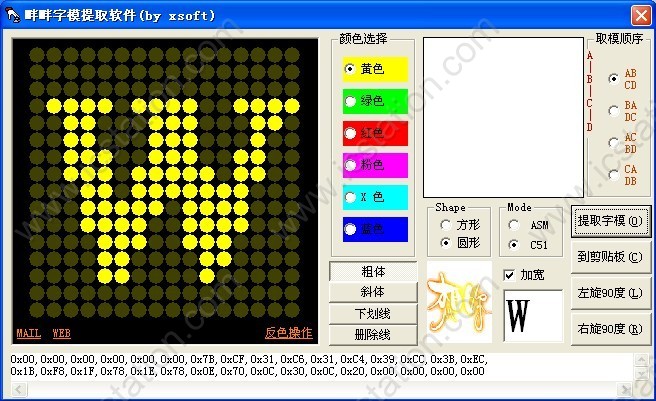 畔畔字模提取软件(by xsoft)
颜色选择
黄色
绿色
红色
粉色
X 色
蓝色
取模顺序
A
|
B
|
C
|
D
AB
CD
BA
DC
AC
BD
CA
DB
Shape
方形
圆形
Mode
ASM
C51
提取字模(O)
到剪贴板(C)
左旋90度(L)
右旋90度(R)
粗体
斜体
下划线
删除线
加宽
W
MAIL WEB 反色操作
0x00,0x00,0x00,0x00,0x00,0x00,0x7B,0xCF,0x31,0xC6,0x31,0xC4,0x39,0xCC,0x3B,0xEC,
0x1B,0xF8,0x1F,0x78,0x1E,0x78,0x0E,0x70,0x0C,0x30,0x0C,0x20,0x00,0x00,0x00,0x00
www.icstation.com